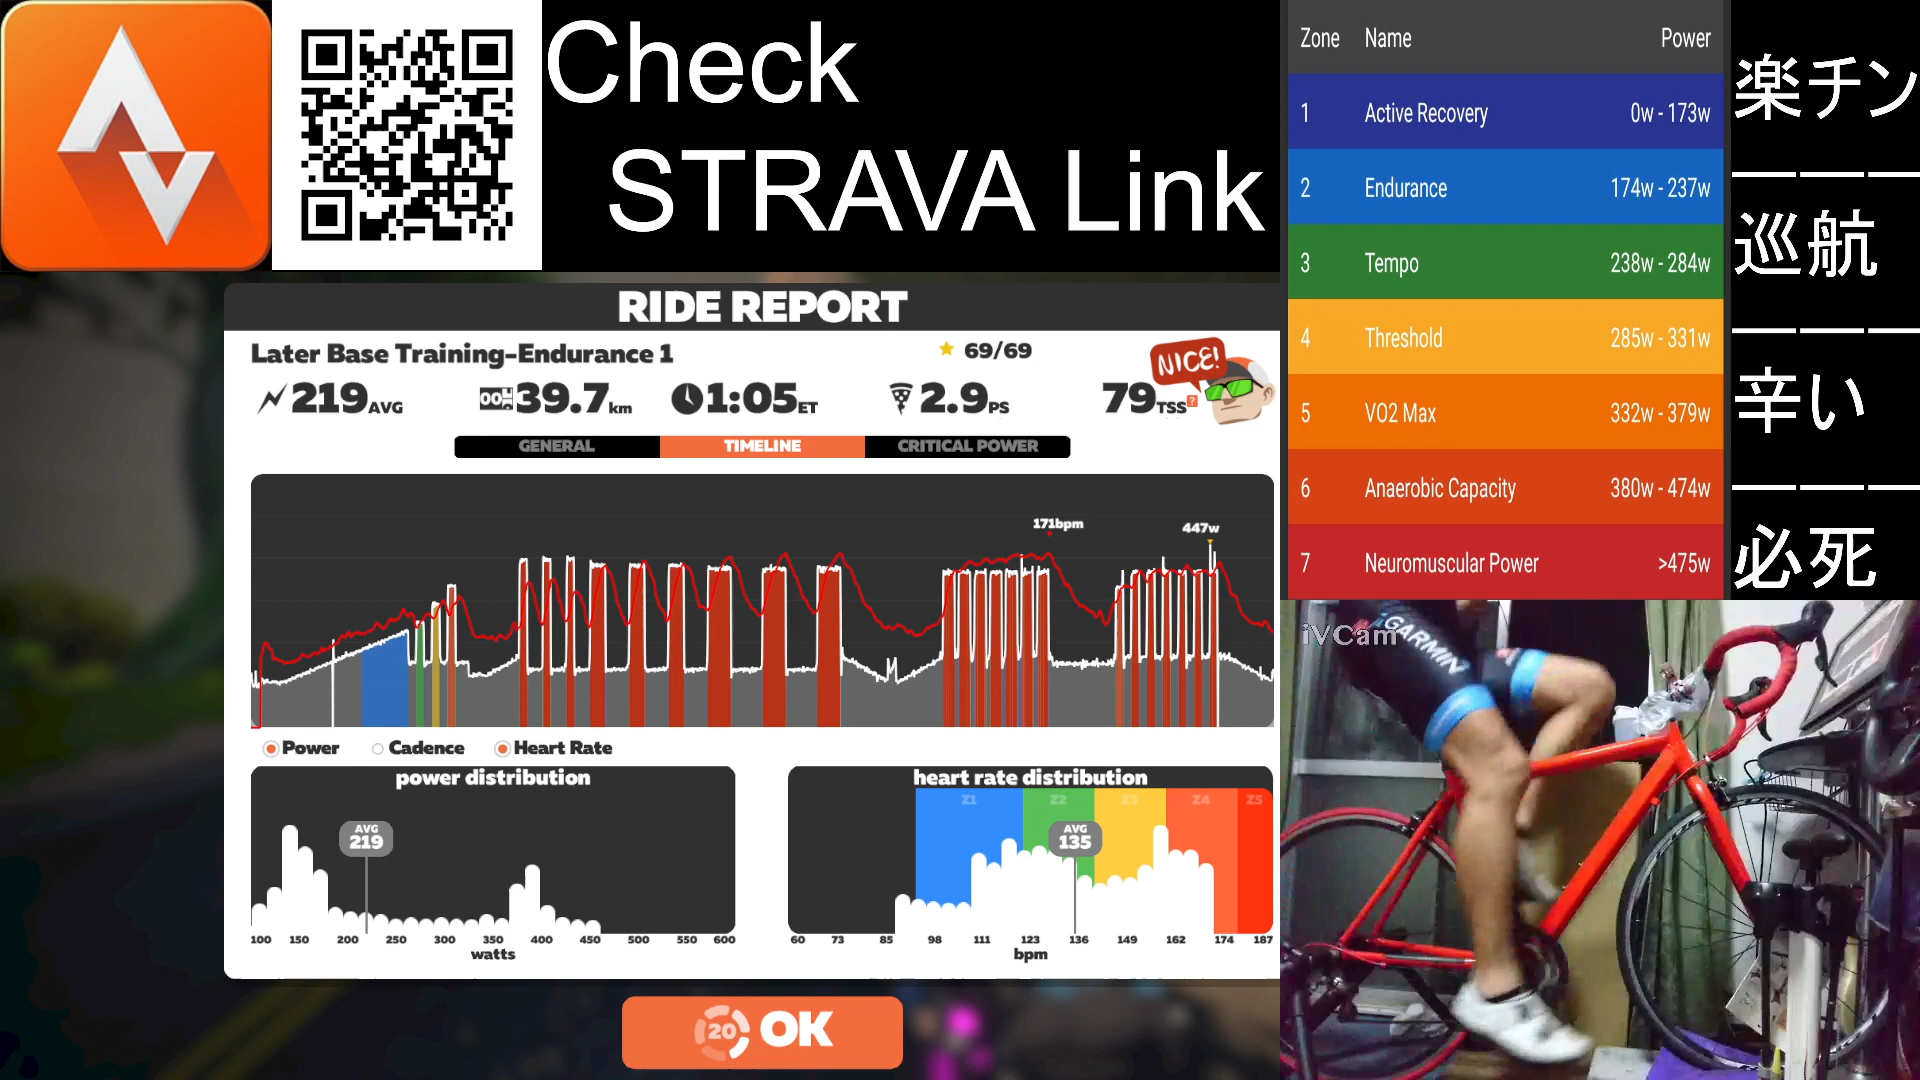 Check
STRAVA Link
RIDE REPORT
Later Base Training-Endurance 1
69/69
219AVG
39.7km
1:05ET
2.9PS
79TSS?
NICE!
GENERAL
TIMELINE
CRITICAL POWER
171bpm
447w
Power
Cadence
Heart Rate
power distribution
AVG
219
100 150 200 250 300 350 400 450 500 550 600
watts
heart rate distribution
Z1 Z2 Z3 Z4 Z5
AVG
135
60 73 85 98 111 123 136 149 162 174 187
bpm
20 OK
Zone Name Power
1 Active Recovery 0w - 173w
2 Endurance 174w - 237w
3 Tempo 238w - 284w
4 Threshold 285w - 331w
5 VO2 Max 332w - 379w
6 Anaerobic Capacity 380w - 474w
7 Neuromuscular Power >475w
楽チン
巡航
辛い
必死
iVCam
GARMIN